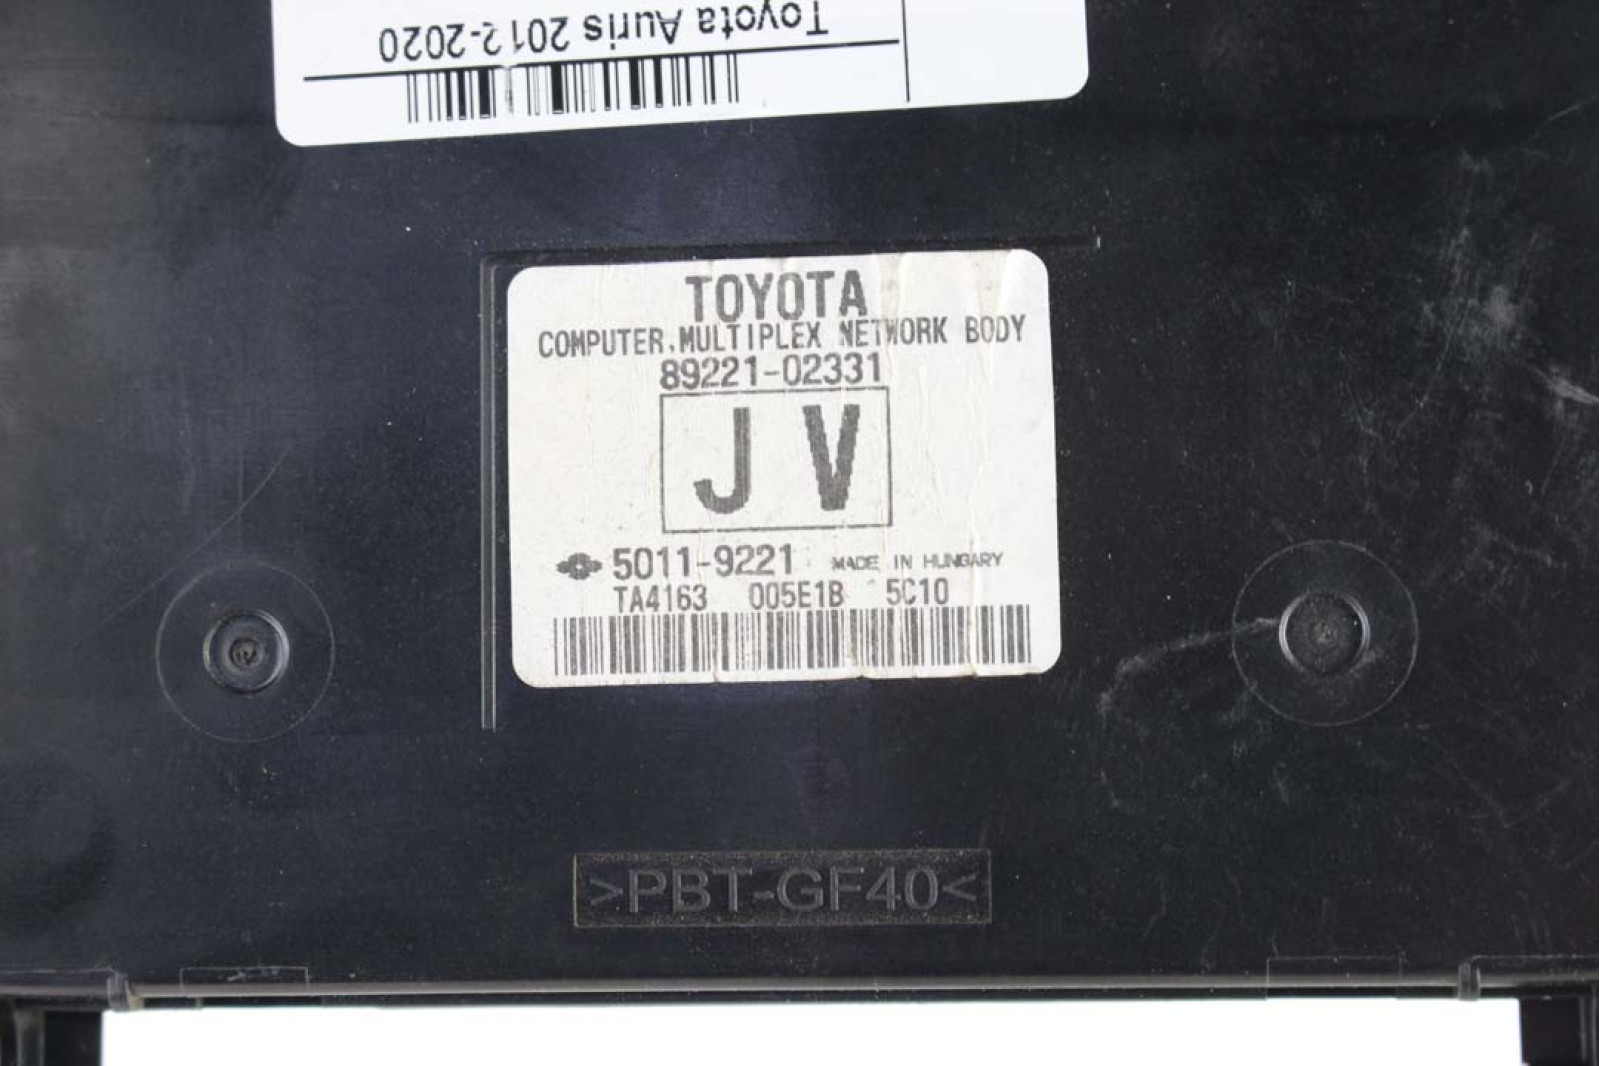 Toyota Auris 2012-2020
TOYOTA
COMPUTER,MULTIPLEX NETWORK BODY
89221-02331
JV
5011-9221 MADE IN HUNGARY
TA4163 005E1B 5C10
>PBT-GF40<